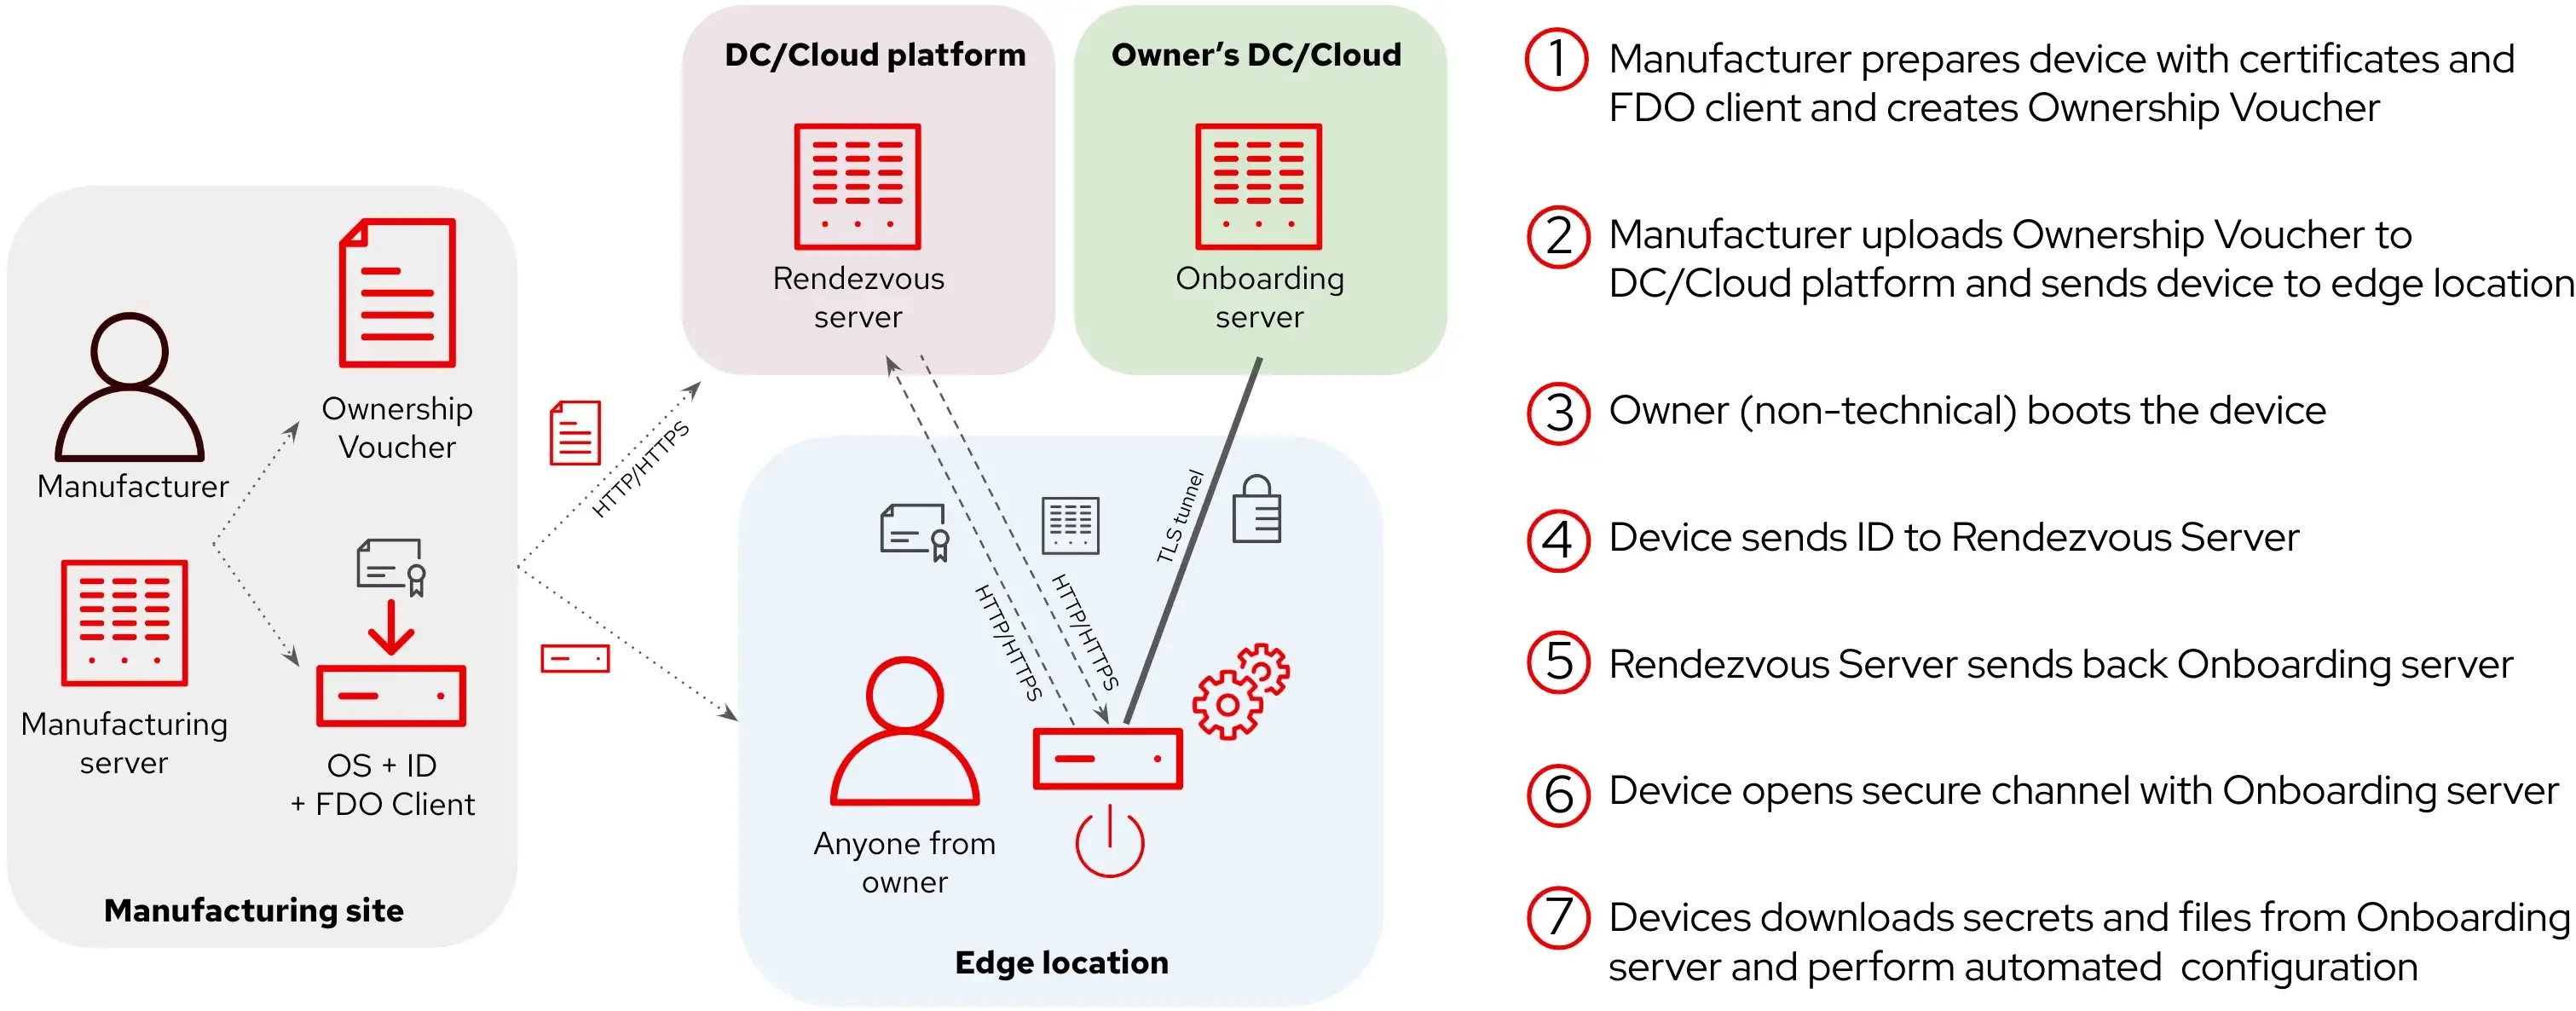 DC/Cloud platform
Rendezvous
server
Owner's DC/Cloud
Onboarding
server
Ownership
Voucher
Manufacturer
Manufacturing
server
OS + ID
+ FDO Client
Manufacturing site
HTTP/HTTPS
HTTP/HTTPS
HTTP/HTTPS
TLS tunnel
Anyone from
owner
Edge location
1
Manufacturer prepares device with certificates and
FDO client and creates Ownership Voucher
2
Manufacturer uploads Ownership Voucher to
DC/Cloud platform and sends device to edge location
3
Owner (non-technical) boots the device
4
Device sends ID to Rendezvous Server
5
Rendezvous Server sends back Onboarding server
6
Device opens secure channel with Onboarding server
7
Devices downloads secrets and files from Onboarding
server and perform automated  configuration